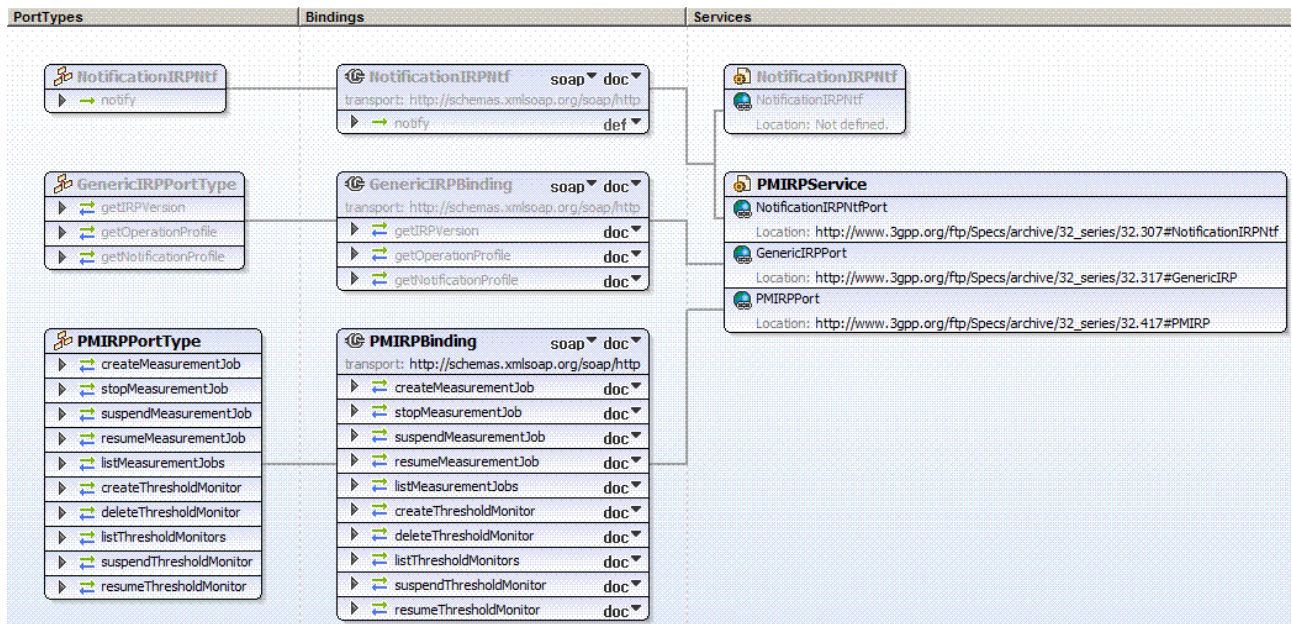 PortTypes
Bindings
Services
NotificationIRPNtf
notify
NotificationIRPNtf soap doc
transport: http://schemas.xmlsoap.org/soap/http
notify def
NotificationIRPNtf
NotificationIRPNtf
Location: Not defined.
GenericIRPPortType
getIRPVersion
getOperationProfile
getNotificationProfile
GenericIRPBinding soap doc
transport: http://schemas.xmlsoap.org/soap/http
getIRPVersion doc
getOperationProfile doc
getNotificationProfile doc
PMIRPService
NotificationIRPNtfPort
Location: http://www.3gpp.org/ftp/Specs/archive/32_series/32.307#NotificationIRPNtf
GenericIRPPort
Location: http://www.3gpp.org/ftp/Specs/archive/32_series/32.317#GenericIRP
PMIRPPort
Location: http://www.3gpp.org/ftp/Specs/archive/32_series/32.417#PMIRP
PMIRPPortType
createMeasurementJob
stopMeasurementJob
suspendMeasurementJob
resumeMeasurementJob
listMeasurementJobs
createThresholdMonitor
deleteThresholdMonitor
listThresholdMonitors
suspendThresholdMonitor
resumeThresholdMonitor
PMIRPBinding soap doc
transport: http://schemas.xmlsoap.org/soap/http
createMeasurementJob doc
stopMeasurementJob doc
suspendMeasurementJob doc
resumeMeasurementJob doc
listMeasurementJobs doc
createThresholdMonitor doc
deleteThresholdMonitor doc
listThresholdMonitors doc
suspendThresholdMonitor doc
resumeThresholdMonitor doc